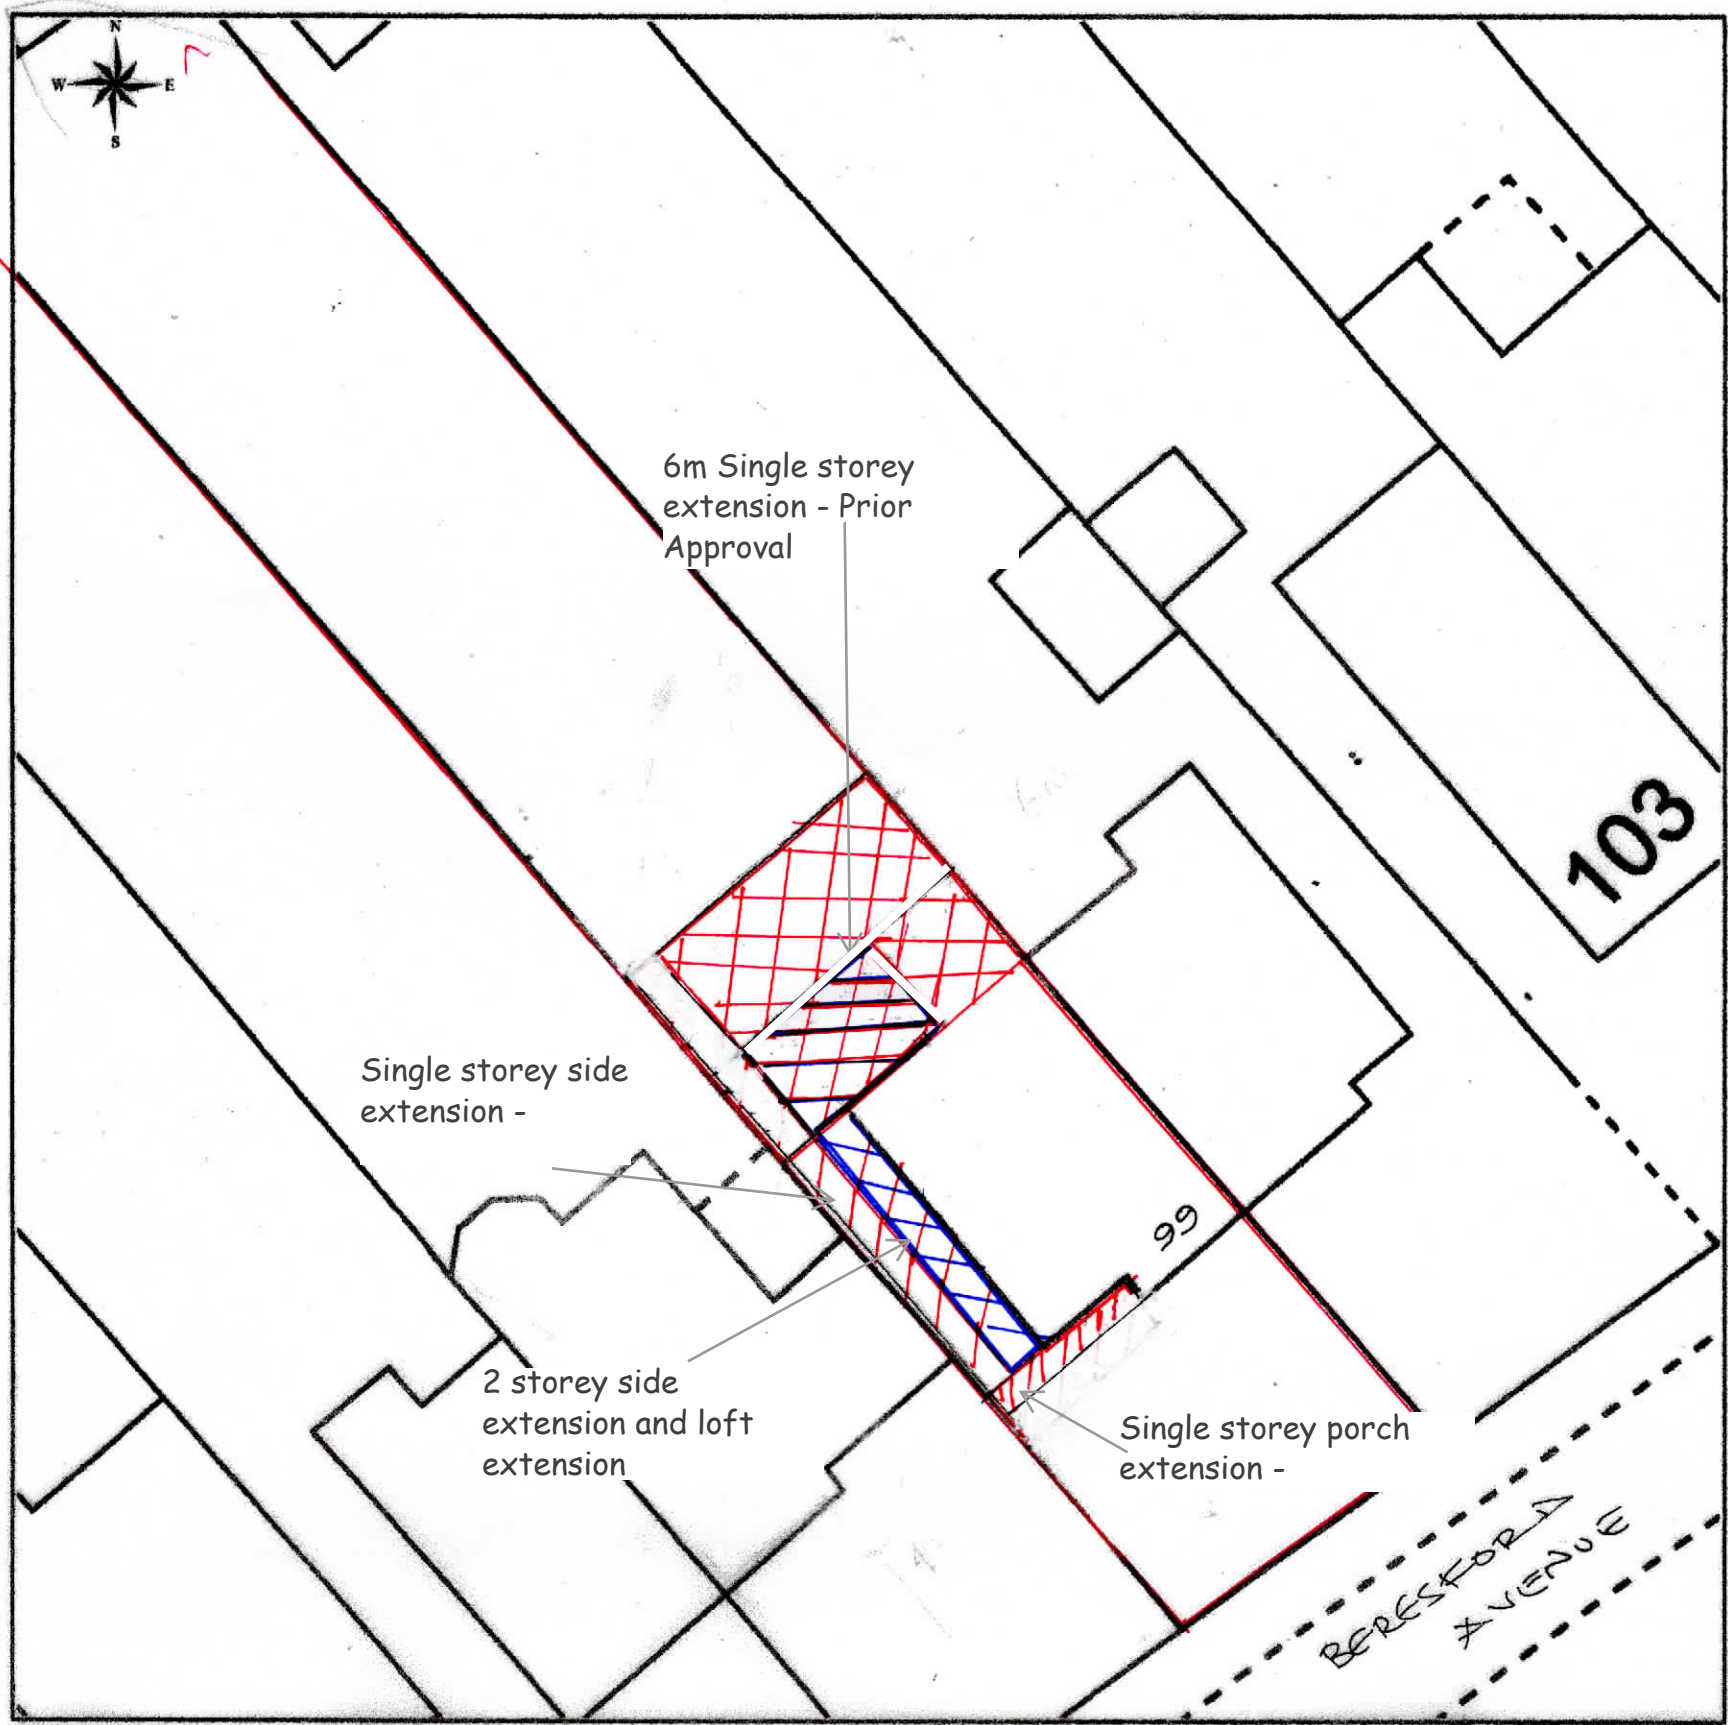 N
W E
S
6m Single storey
extension - Prior
Approval
103
Single storey side
extension -
99
2 storey side
extension and loft
extension
Single storey porch
extension -
BERESFORD
AVENUE